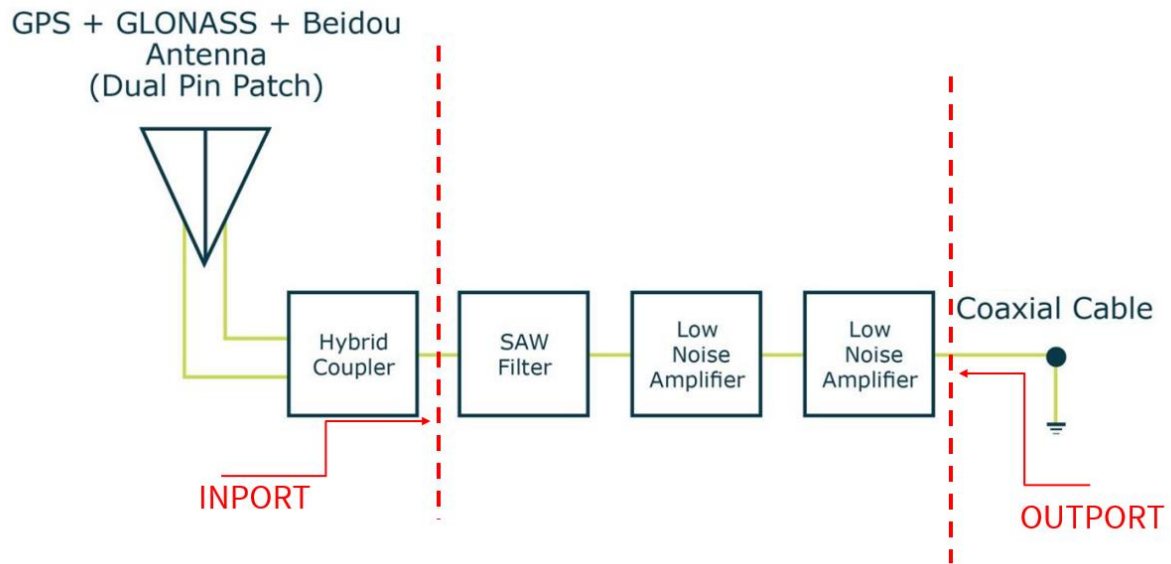 GPS + GLONASS + Beidou
Antenna
(Dual Pin Patch)
Hybrid
Coupler
SAW
Filter
Low
Noise
Amplifier
Low
Noise
Amplifier
Coaxial Cable
INPORT
OUTPORT